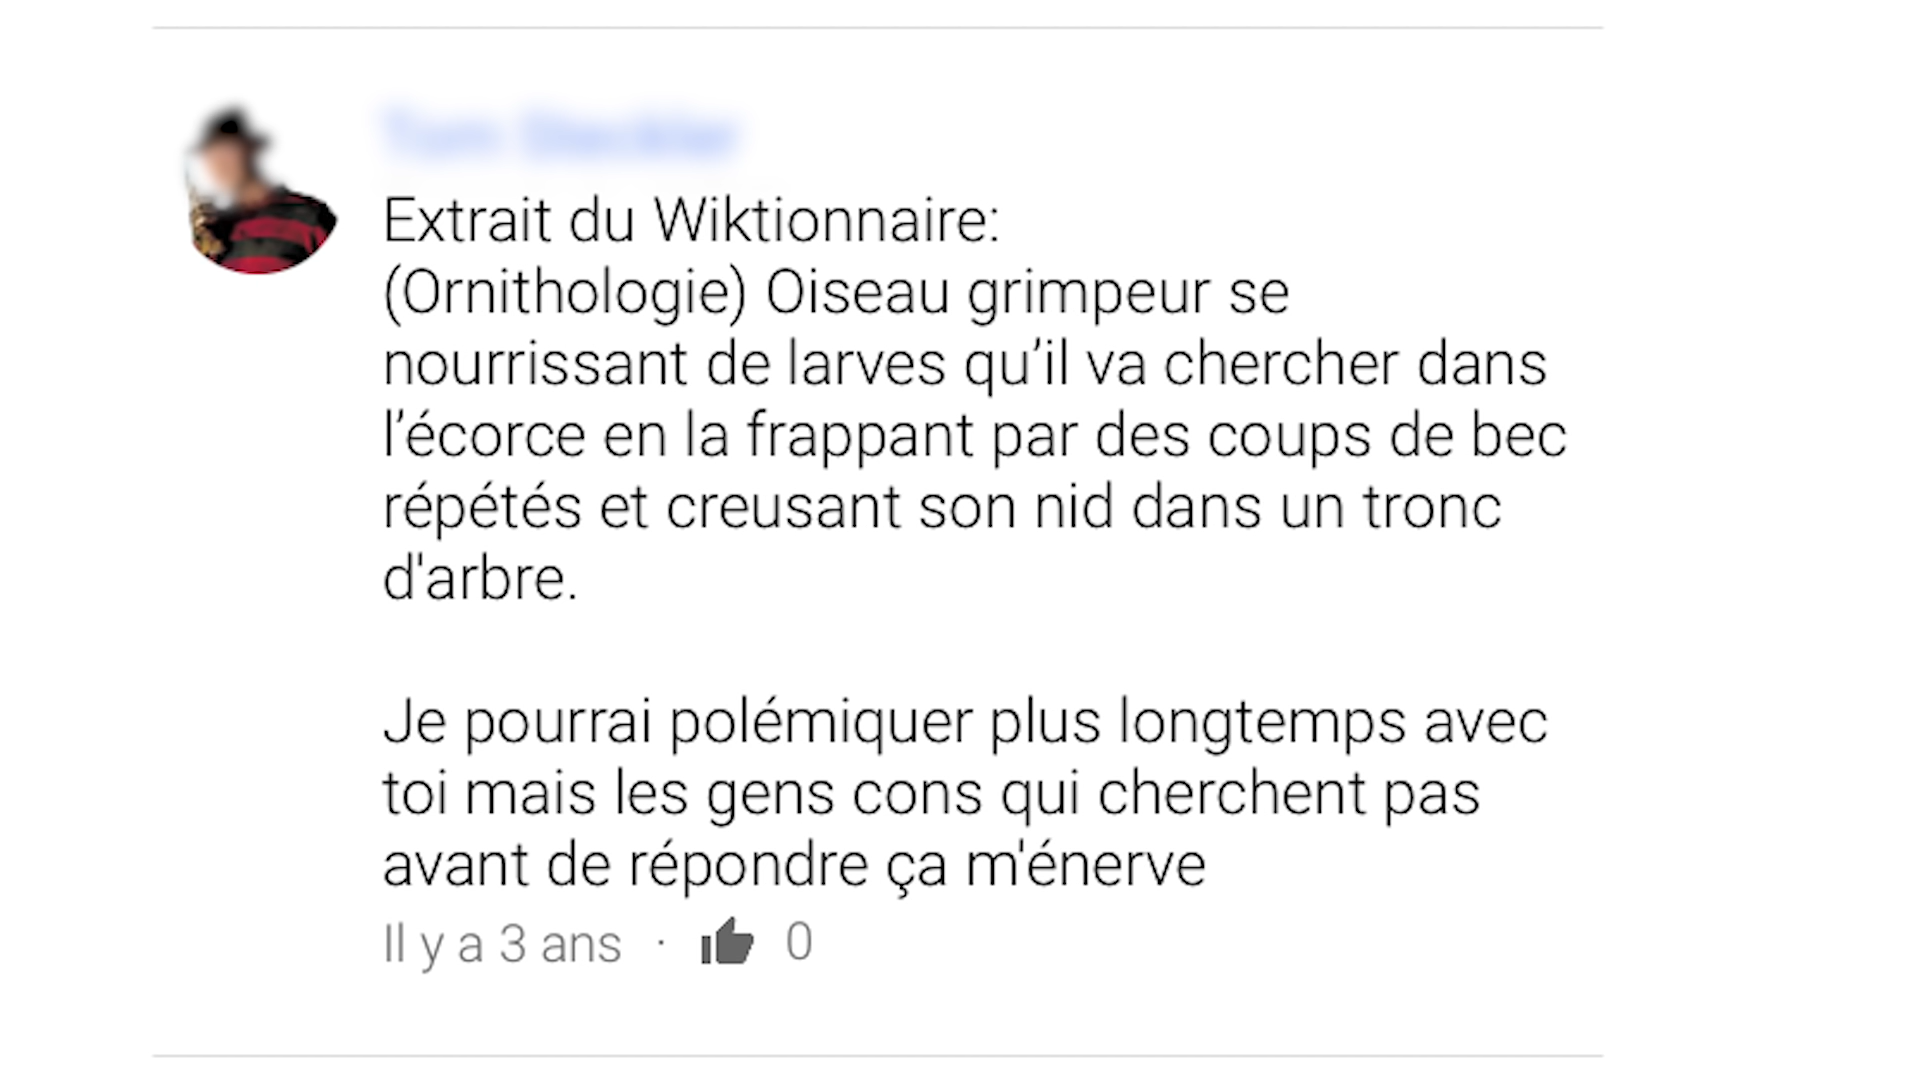 Extrait du Wiktionnaire:
(Ornithologie) Oiseau grimpeur se
nourrissant de larves qu’il va chercher dans
l’écorce en la frappant par des coups de bec
répétés et creusant son nid dans un tronc
d'arbre.
Je pourrai polémiquer plus longtemps avec
toi mais les gens cons qui cherchent pas
avant de répondre ça m'énerve
Il y a 3 ans · 0